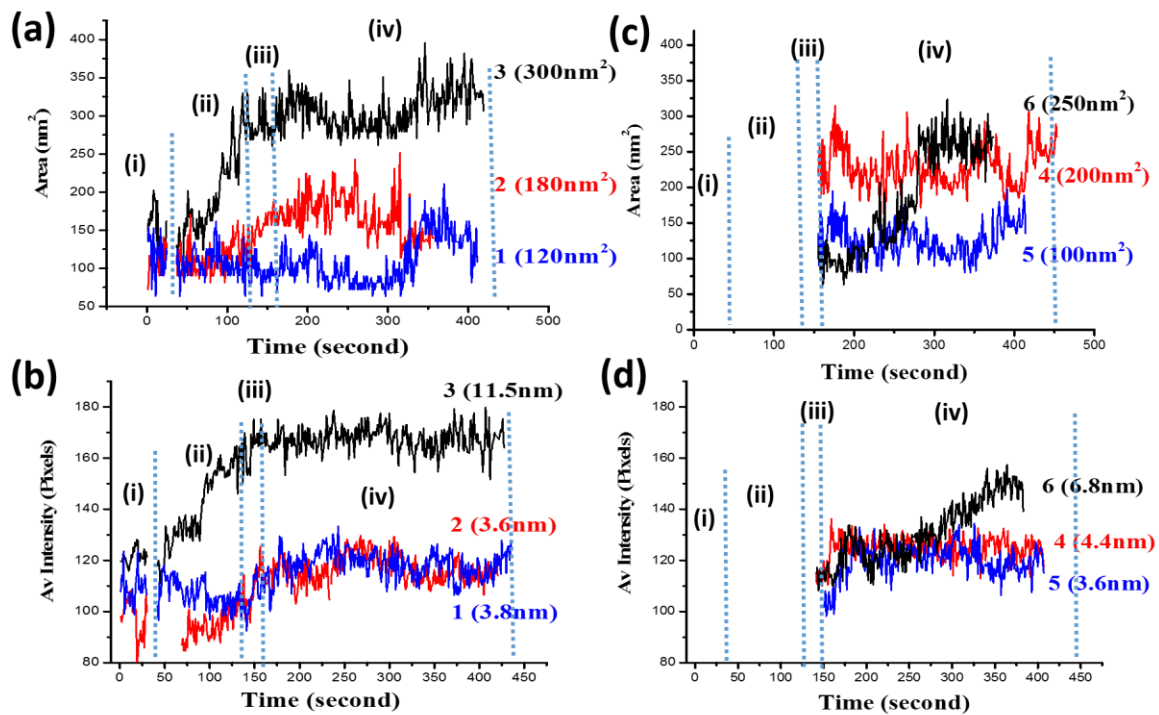 (a)
(i)
(ii)
(iii)
(iv)
3 (300nm²)
2 (180nm²)
1 (120nm²)
Area (nm²)
400
350
300
250
200
150
100
50
0 100 200 300 400 500
Time (second)
(c)
(i)
(ii)
(iii)
(iv)
6 (250nm²)
4 (200nm²)
5 (100nm²)
Area (nm²)
400
350
300
250
200
150
100
50
0
0 100 200 300 400 500
Time (second)
(b)
(i)
(ii)
(iii)
(iv)
3 (11.5nm)
2 (3.6nm)
1 (3.8nm)
Av Intensity (Pixels)
180
160
140
120
100
80
0 50 100 150 200 250 300 350 400 450
Time (second)
(d)
(i)
(ii)
(iii)
(iv)
6 (6.8nm)
4 (4.4nm)
5 (3.6nm)
Av Intensity (Pixels)
180
160
140
120
100
80
0 50 100 150 200 250 300 350 400 450
Time (second)